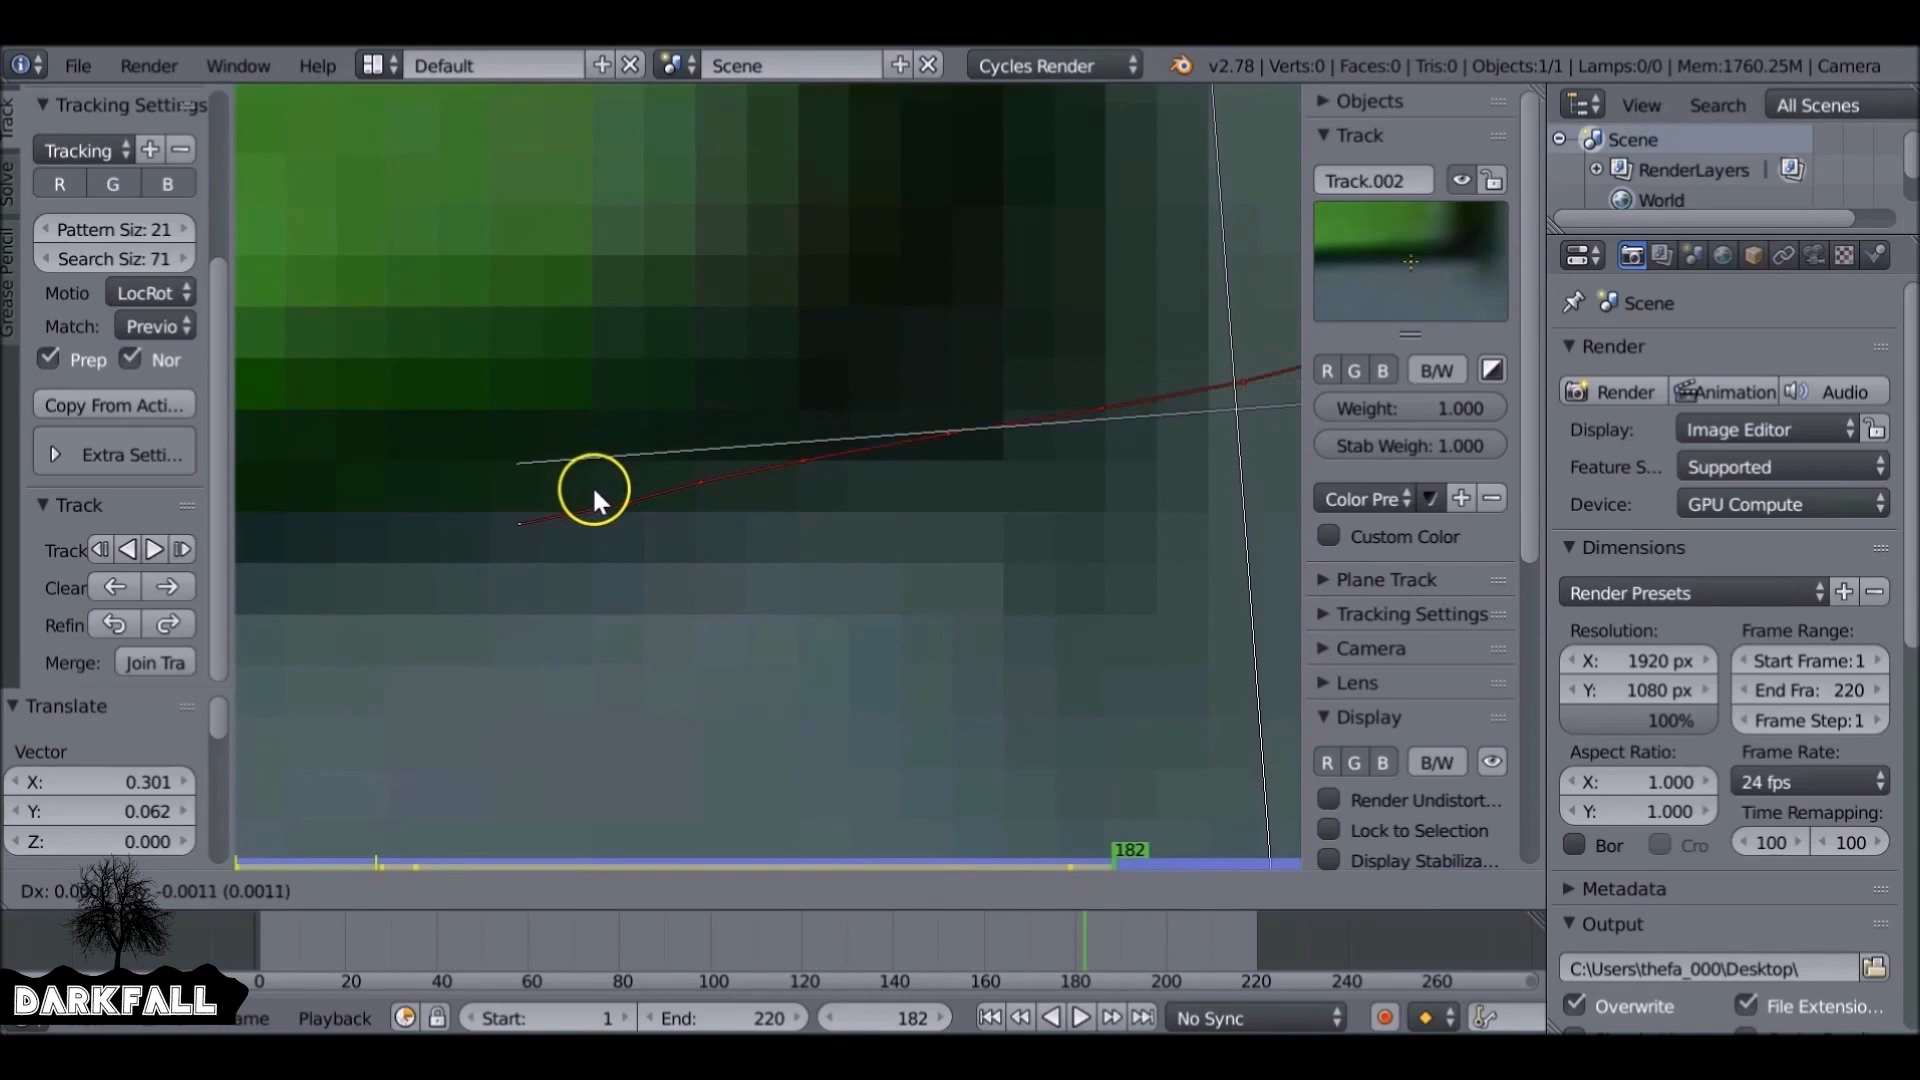 File Render Window Help Default Scene Cycles Render v2.78 | Verts:0 | Faces:0 | Tris:0 | Objects:1/1 | Lamps:0/0 | Mem:1760.25M | Camera
Track
Solve
Grease Pencil
Tracking Settings
Tracking
R G B
Pattern Siz: 21
Search Siz: 71
Motio LocRot
Match: Previo
Prep Nor
Copy From Acti...
Extra Setti...
Track
Track
Clear
Refin
Merge: Join Tra
Translate
Vector
X: 0.301
Y: 0.062
Z: 0.000
Objects
Track
Track.002
R G B B/W
Weight: 1.000
Stab Weigh: 1.000
Color Pre
Custom Color
Plane Track
Tracking Settings
Camera
Lens
Display
R G B B/W
Render Undistort...
Lock to Selection
Display Stabiliza...
182
View Search All Scenes
Scene
RenderLayers
World
Scene
Render
Render Animation Audio
Display: Image Editor
Feature S... Supported
Device: GPU Compute
Dimensions
Render Presets
Resolution: Frame Range:
X: 1920 px Start Frame: 1
Y: 1080 px End Fra: 220
100% Frame Step: 1
Aspect Ratio: Frame Rate:
X: 1.000 24 fps
Y: 1.000 Time Remapping:
Bor Cro 100 100
Metadata
Output
C:\Users\thefa_000\Desktop\
Overwrite File Extensio...
-0.0011 (0.0011)
0 20 40 60 80 100 120 140 160 180 200 220 240 260
DARKFALL
Playback Start: 1 End: 220 182 No Sync